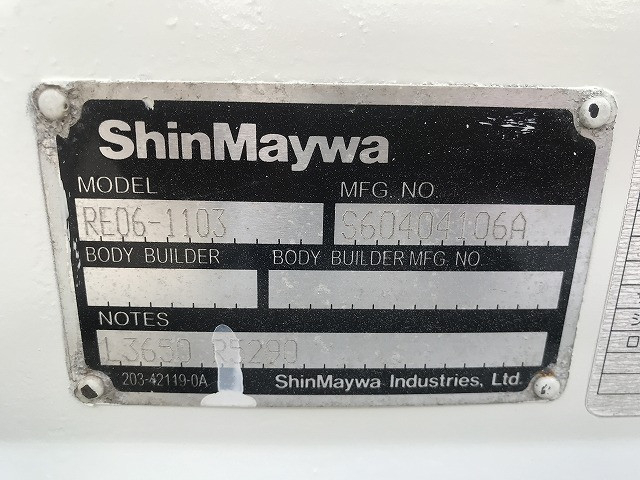 ShinMaywa
MODEL MFG. NO.
RE06-1103 S60404106A
BODY BUILDER BODY BUILDER MFG. NO.
NOTES
L3650 R5290
203-42119-0A ShinMaywa Industries, Ltd.